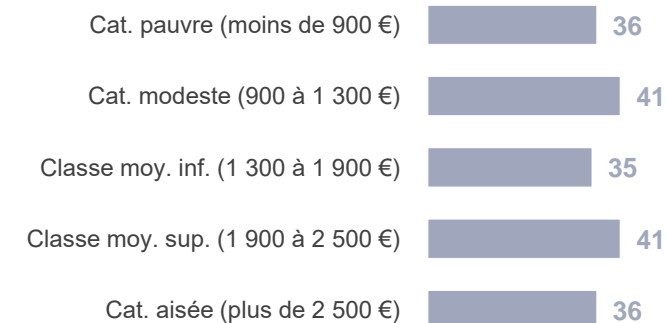 Cat. pauvre (moins de 900 €) 36
Cat. modeste (900 à 1 300 €) 41
Classe moy. inf. (1 300 à 1 900 €) 35
Classe moy. sup. (1 900 à 2 500 €) 41
Cat. aisée (plus de 2 500 €) 36